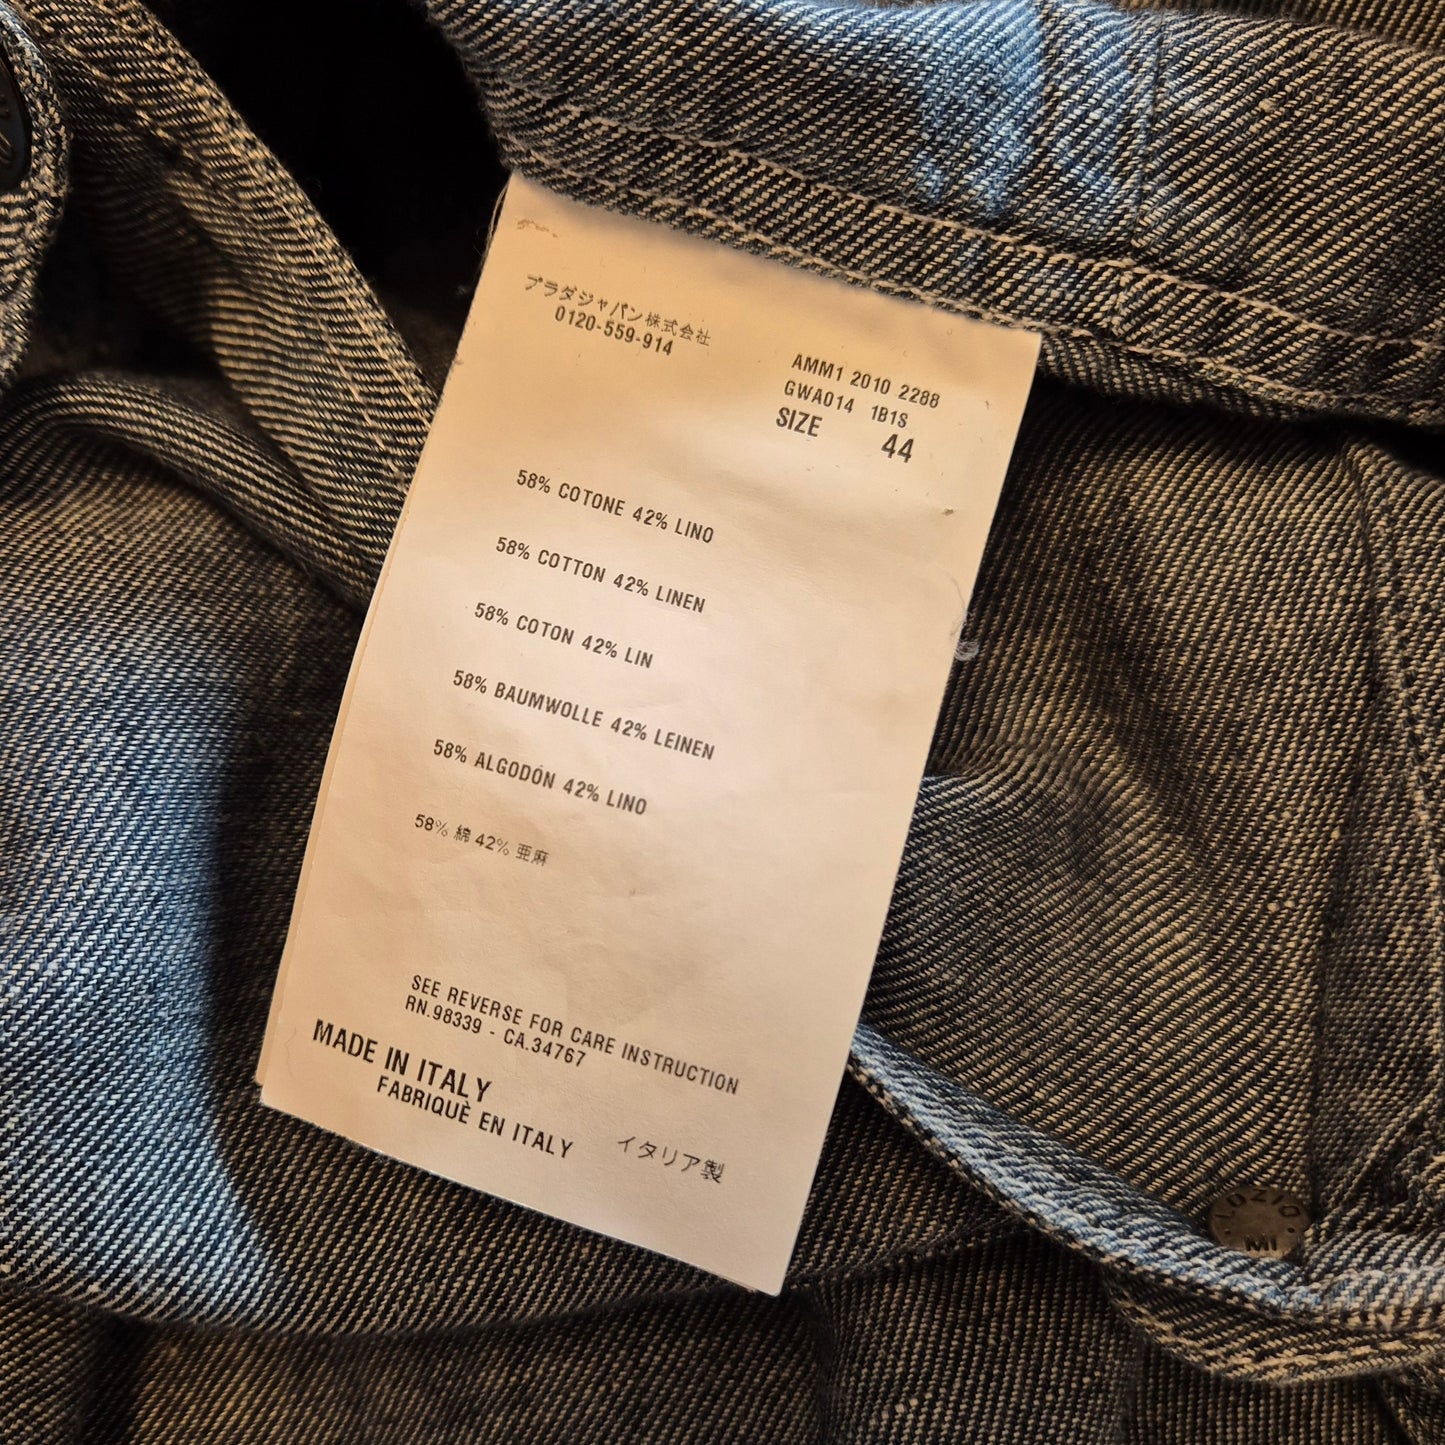 プラダジャパン株式会社
0120-559-914
AMM1 2010 2288
GWA014 1B1S
SIZE 44
58% COTONE 42% LINO
58% COTTON 42% LINEN
58% COTON 42% LIN
58% BAUMWOLLE 42% LEINEN
58% ALGODÓN 42% LINO
58% 綿 42% 亜麻
SEE REVERSE FOR CARE INSTRUCTION
RN.98339 - CA.34767
MADE IN ITALY
FABRIQUÈ EN ITALY
イタリア製
· LUZIO ·
MI